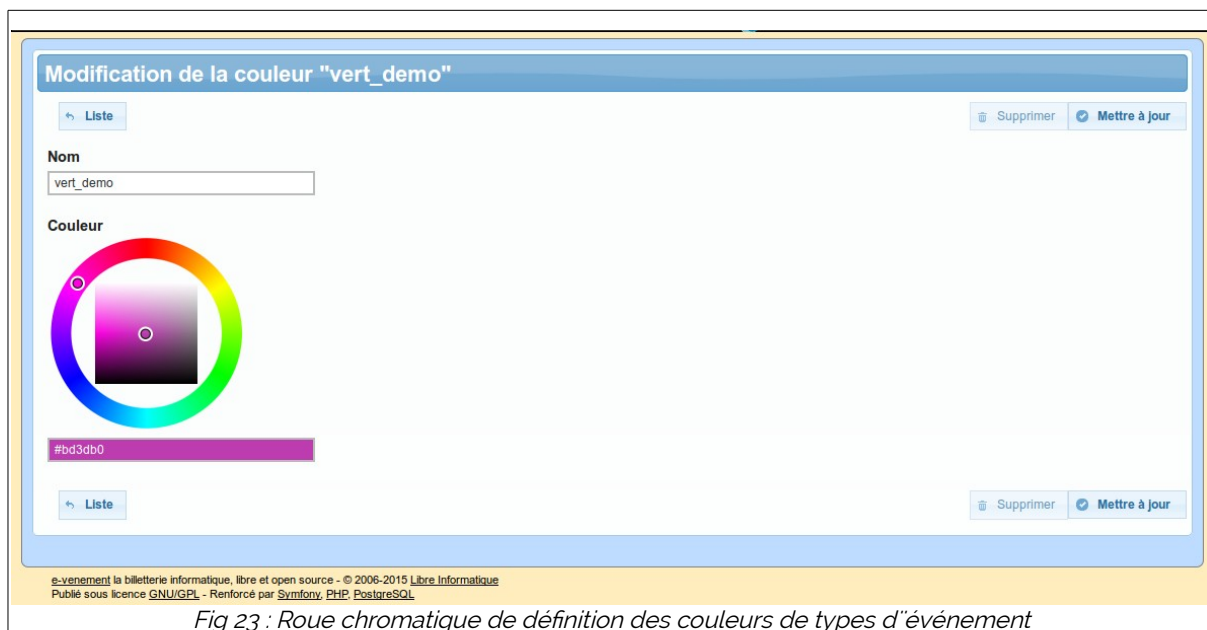 Modification de la couleur "vert_demo"
Liste
Supprimer
Mettre à jour
Nom
vert_demo
Couleur
#bd3db0
Liste
Supprimer
Mettre à jour
e-venement la billetterie informatique, libre et open source - © 2006-2015 Libre Informatique
Publié sous licence GNU/GPL - Renforcé par Symfony, PHP, PostgreSQL
Fig 23 : Roue chromatique de définition des couleurs de types d¨événement